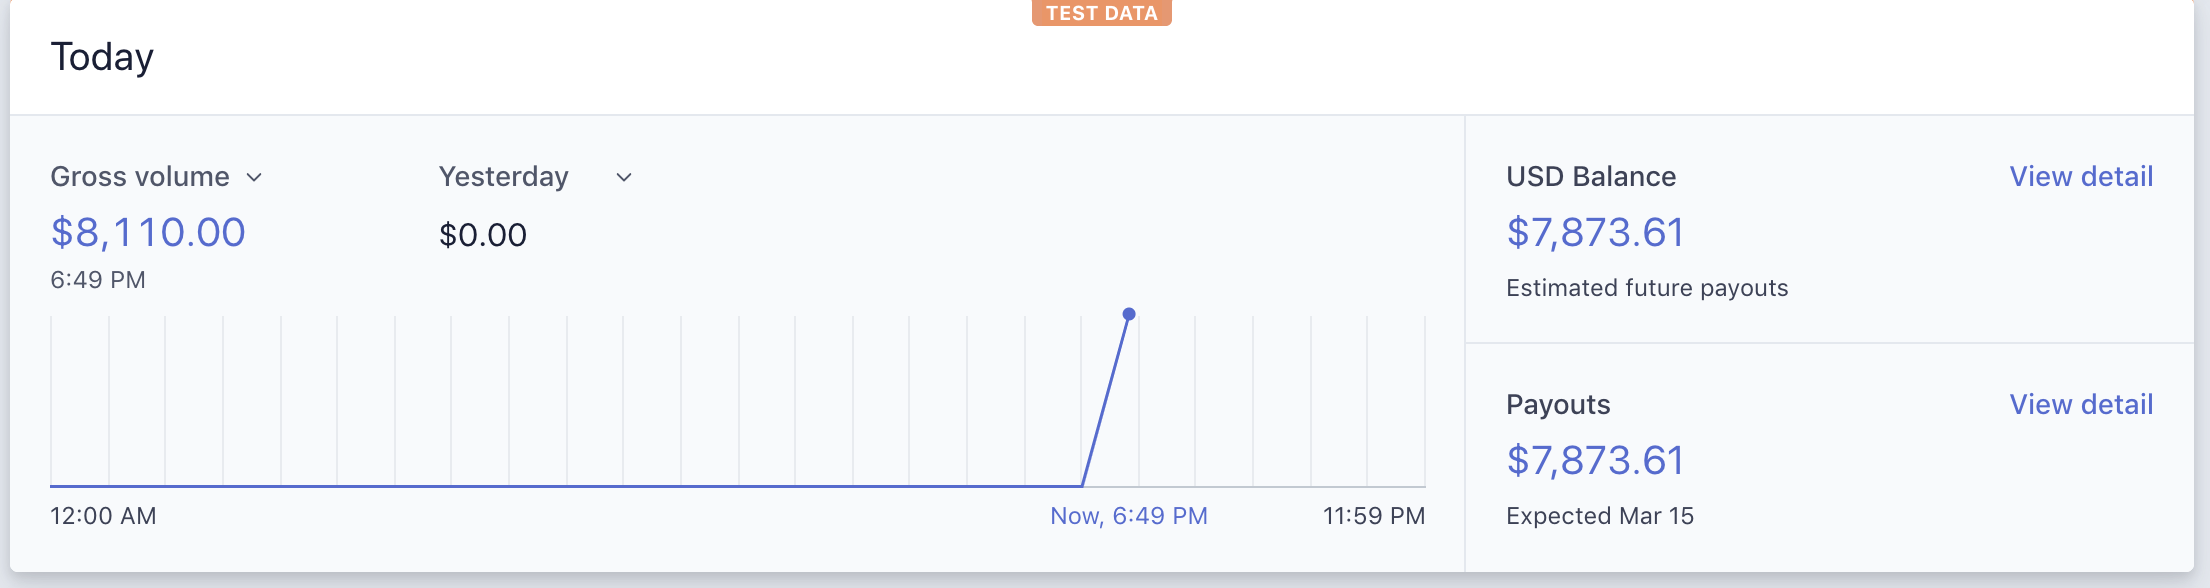 TEST DATA
Today
Gross volume
$8,110.00
6:49 PM
Yesterday
$0.00
12:00 AM
Now, 6:49 PM
11:59 PM
USD Balance
View detail
$7,873.61
Estimated future payouts
Payouts
View detail
$7,873.61
Expected Mar 15